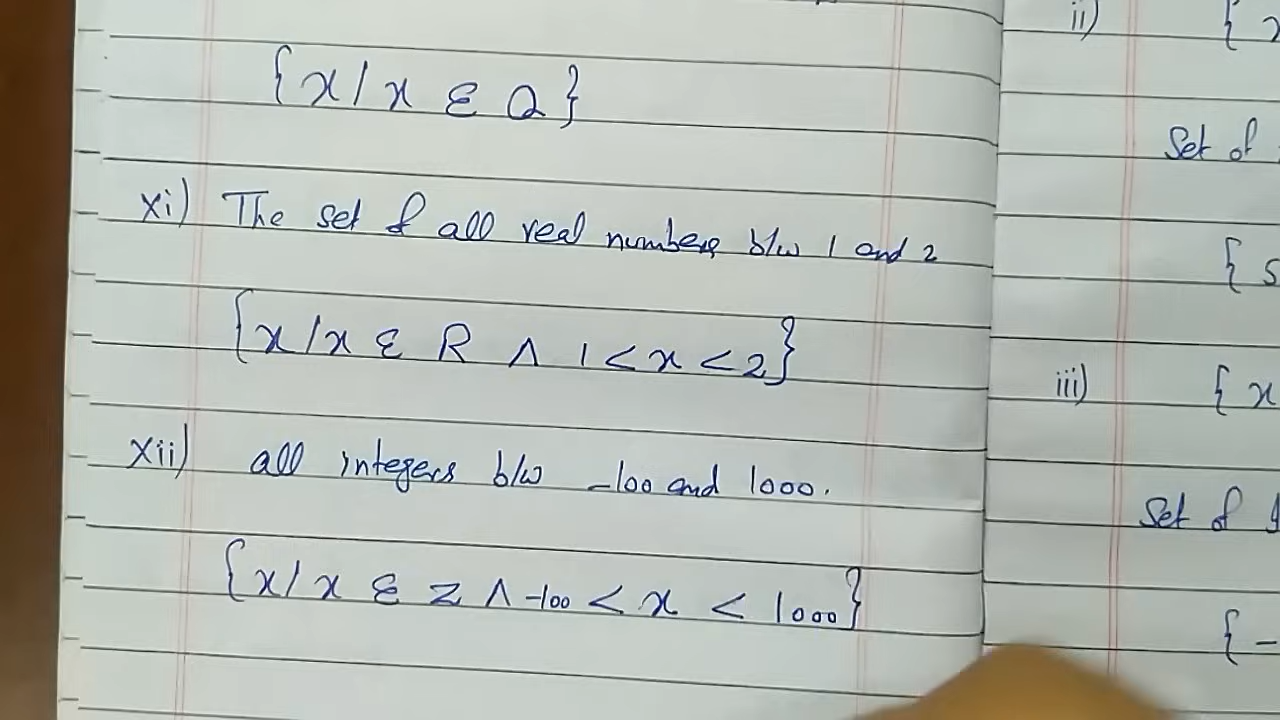 {x/x ε Q}
xi) The set of all real numbers b/w 1 and 2
{x/x ε R ∧ 1 < x < 2}
xii) all integers b/w -100 and 1000.
{x/x ε Z ∧ -100 < x < 1000}
ii) {
Set of
{ s
iii) { x
Set of
{ -